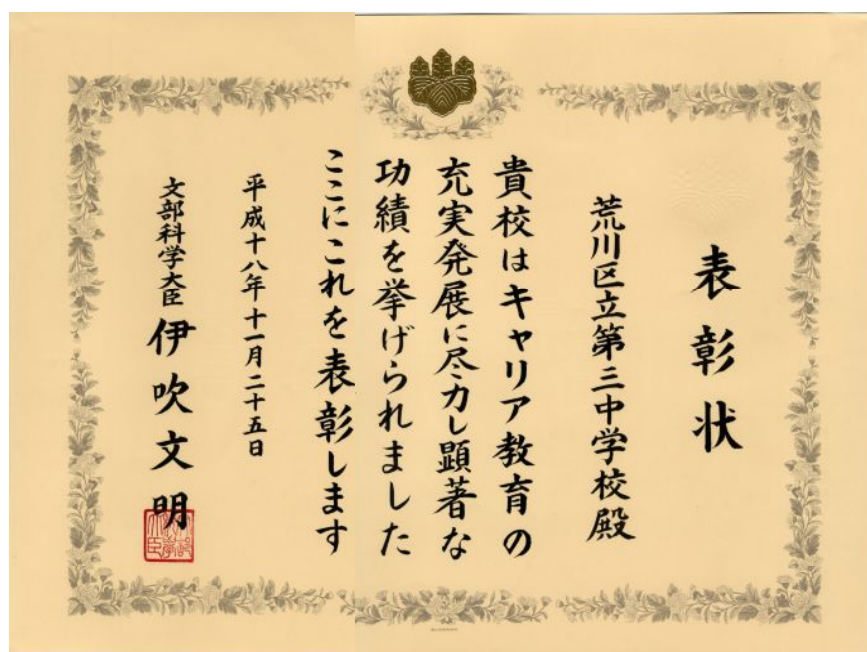 表彰状
荒川区立第三中学校殿
貴校はキャリア教育の
充実発展に尽力し顕著な
功績を挙げられました
ここにこれを表彰します
平成十八年十一月二十五日
文部科学大臣 伊吹文明